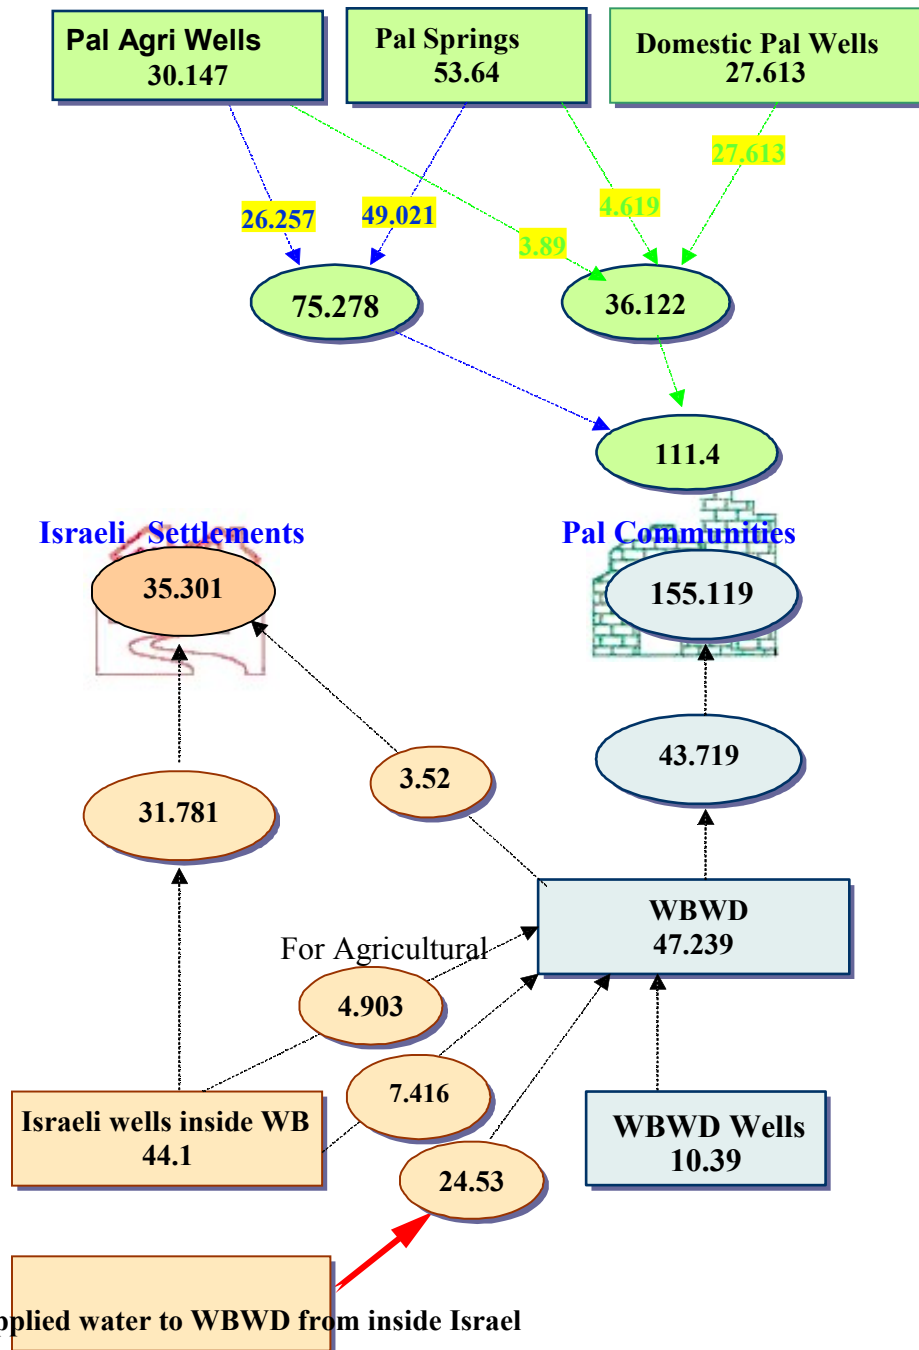 Pal Agri Wells
30.147
Pal Springs
53.64
Domestic Pal Wells
27.613
27.613
26.257
49.021
4.619
3.89
75.278
36.122
111.4
Israeli Settlements
Pal Communities
35.301
155.119
43.719
3.52
31.781
WBWD
47.239
For Agricultural
4.903
7.416
Israeli wells inside WB
44.1
WBWD Wells
10.39
24.53
pplied water to WBWD from inside Israel